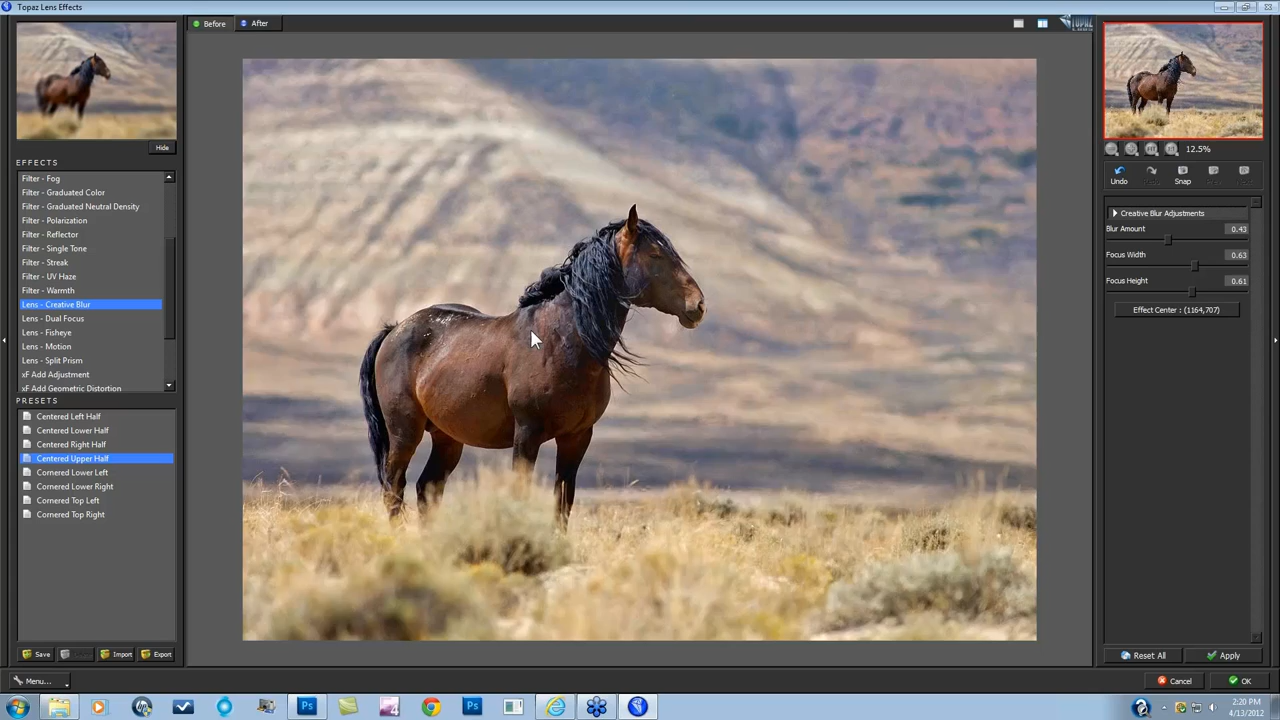 Topaz Lens Effects
Before
After
TOPAZ LABS
Hide
EFFECTS
Filter - Fog
Filter - Graduated Color
Filter - Graduated Neutral Density
Filter - Polarization
Filter - Reflector
Filter - Single Tone
Filter - Streak
Filter - UV Haze
Filter - Warmth
Lens - Creative Blur
Lens - Dual Focus
Lens - Fisheye
Lens - Motion
Lens - Split Prism
xF Add Adjustment
xF Add Geometric Distortion
PRESETS
Centered Left Half
Centered Lower Half
Centered Right Half
Centered Upper Half
Cornered Lower Left
Cornered Lower Right
Cornered Top Left
Cornered Top Right
Save
Import
Export
Menu...
12.5%
Undo
Snap
Creative Blur Adjustments
Blur Amount 0.43
Focus Width 0.63
Focus Height 0.61
Effect Center : (1164,707)
Reset All
Apply
Cancel
OK
Ps
Ps
2:20 PM
4/13/2012